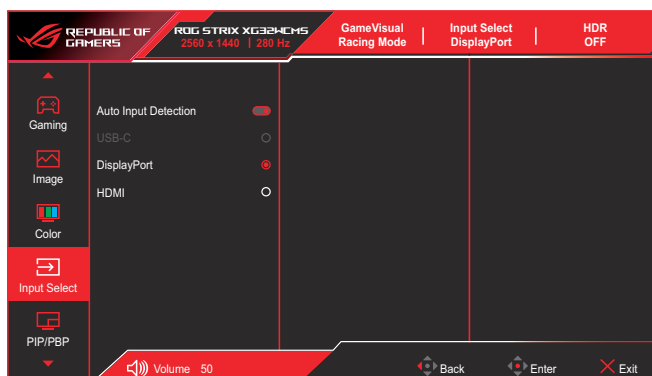 REPUBLIC OF
GAMERS
ROG STRIX XG32WCMS
2560 x 1440 | 280 Hz
GameVisual
Racing Mode
Input Select
DisplayPort
HDR
OFF
Gaming
Image
Color
Input Select
PIP/PBP
Auto Input Detection
USB-C
DisplayPort
HDMI
Volume 50
Back
Enter
Exit